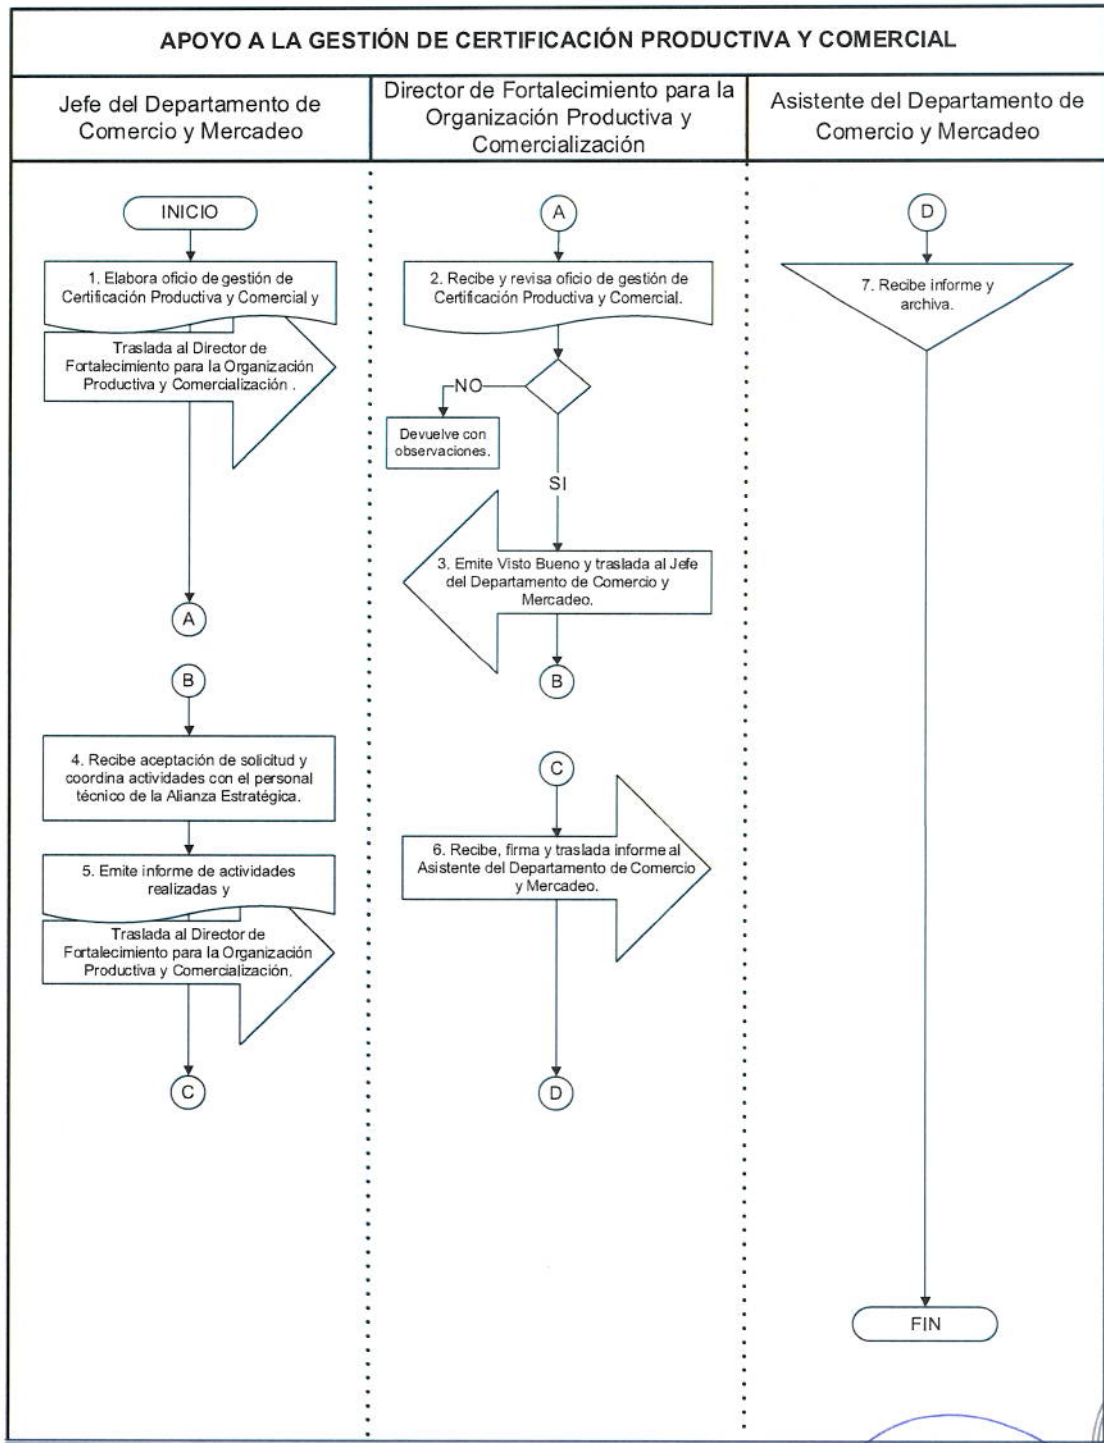 APOYO A LA GESTIÓN DE CERTIFICACIÓN PRODUCTIVA Y COMERCIAL
Jefe del Departamento de
Comercio y Mercadeo
Director de Fortalecimiento para la
Organización Productiva y
Comercialización
Asistente del Departamento de
Comercio y Mercadeo
INICIO
1. Elabora oficio de gestión de
Certificación Productiva y Comercial y
Traslada al Director de
Fortalecimiento para la Organización
Productiva y Comercialización .
A
B
4. Recibe aceptación de solicitud y
coordina actividades con el personal
técnico de la Alianza Estratégica.
5. Emite informe de actividades
realizadas y
Traslada al Director de
Fortalecimiento para la Organización
Productiva y Comercialización.
C
A
2. Recibe y revisa oficio de gestión de
Certificación Productiva y Comercial.
NO
Devuelve con
observaciones.
SI
3. Emite Visto Bueno y traslada al Jefe
del Departamento de Comercio y
Mercadeo.
B
C
6. Recibe, firma y traslada informe al
Asistente del Departamento de Comercio
y Mercadeo.
D
D
7. Recibe informe y
archiva.
FIN